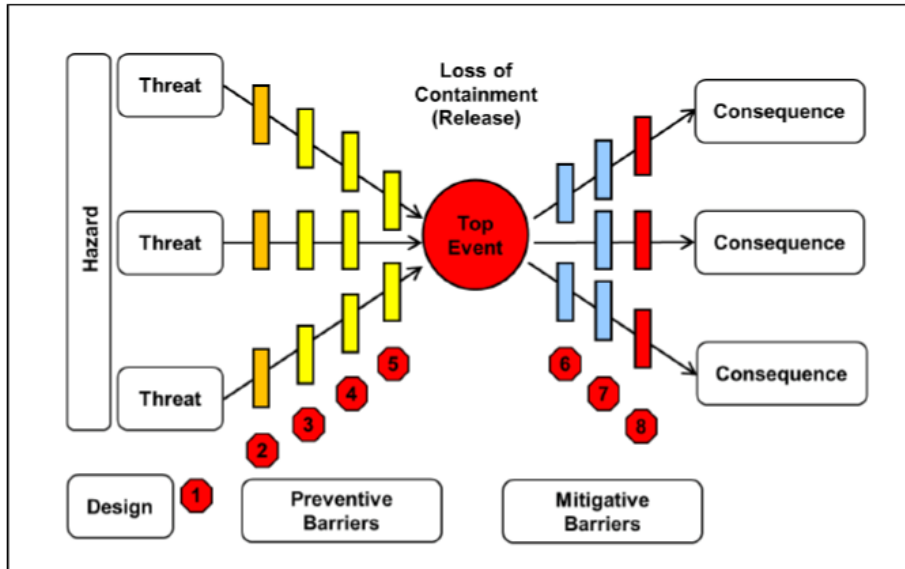 Hazard
Threat
Threat
Threat
Loss of
Containment
(Release)
Top
Event
Consequence
Consequence
Consequence
1
2
3
4
5
6
7
8
Design
Preventive
Barriers
Mitigative
Barriers